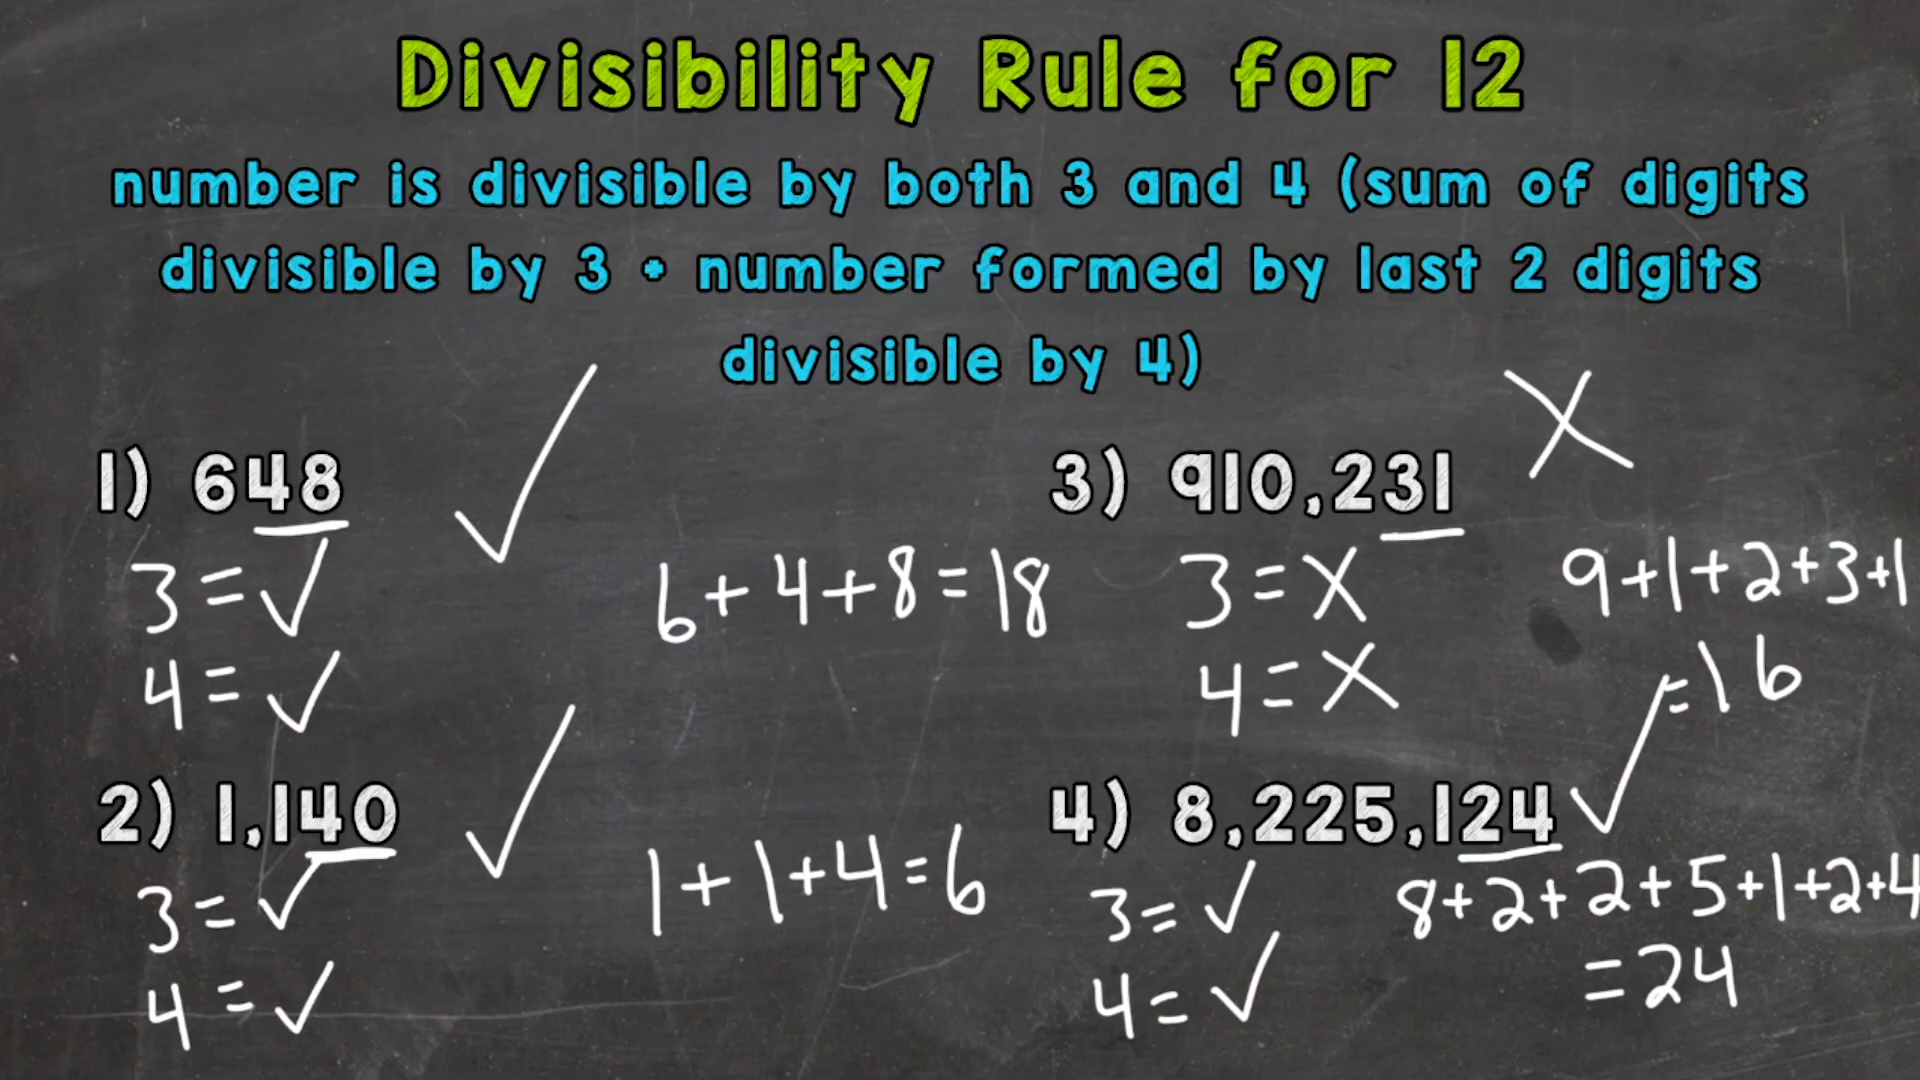 Divisibility Rule for 12
number is divisible by both 3 and 4 (sum of digits
divisible by 3 + number formed by last 2 digits
divisible by 4)
1) 648 ✓
3 = ✓
6+4+8=18
4 = ✓
2) 1,140 ✓
3 = ✓
1+1+4=6
4 = ✓
3) 910,231 X
3 = X
9+1+2+3+1
4 = X
=16
4) 8,225,124 ✓
3 = ✓
8+2+2+5+1+2+4
4 = ✓
=24